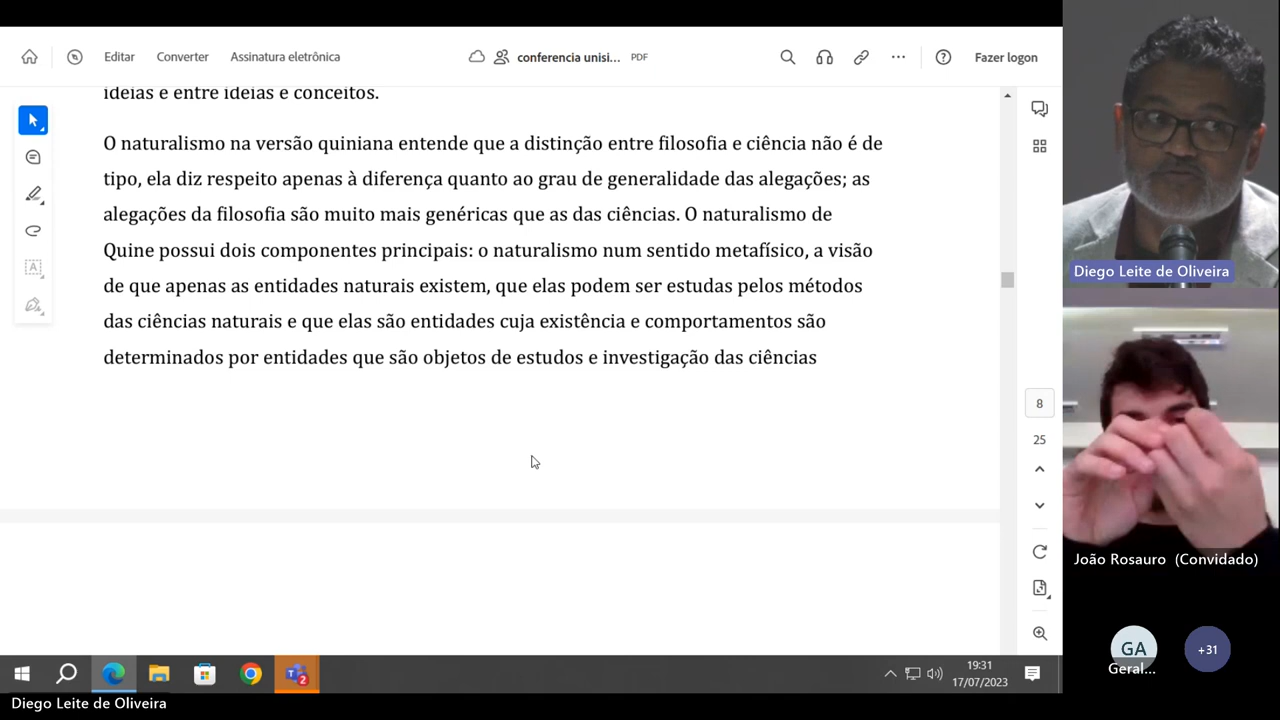 Editar
Converter
Assinatura eletrônica
conferencia unisi...
PDF
Fazer logon
ideias e entre ideias e conceitos.
O naturalismo na versão quiniana entende que a distinção entre filosofia e ciência não é de
tipo, ela diz respeito apenas à diferença quanto ao grau de generalidade das alegações; as
alegações da filosofia são muito mais genéricas que as das ciências. O naturalismo de
Quine possui dois componentes principais: o naturalismo num sentido metafísico, a visão
de que apenas as entidades naturais existem, que elas podem ser estudas pelos métodos
das ciências naturais e que elas são entidades cuja existência e comportamentos são
determinados por entidades que são objetos de estudos e investigação das ciências
8
25
Diego Leite de Oliveira
João Rosauro (Convidado)
GA
Geral...
+31
2
19:31
17/07/2023
Diego Leite de Oliveira